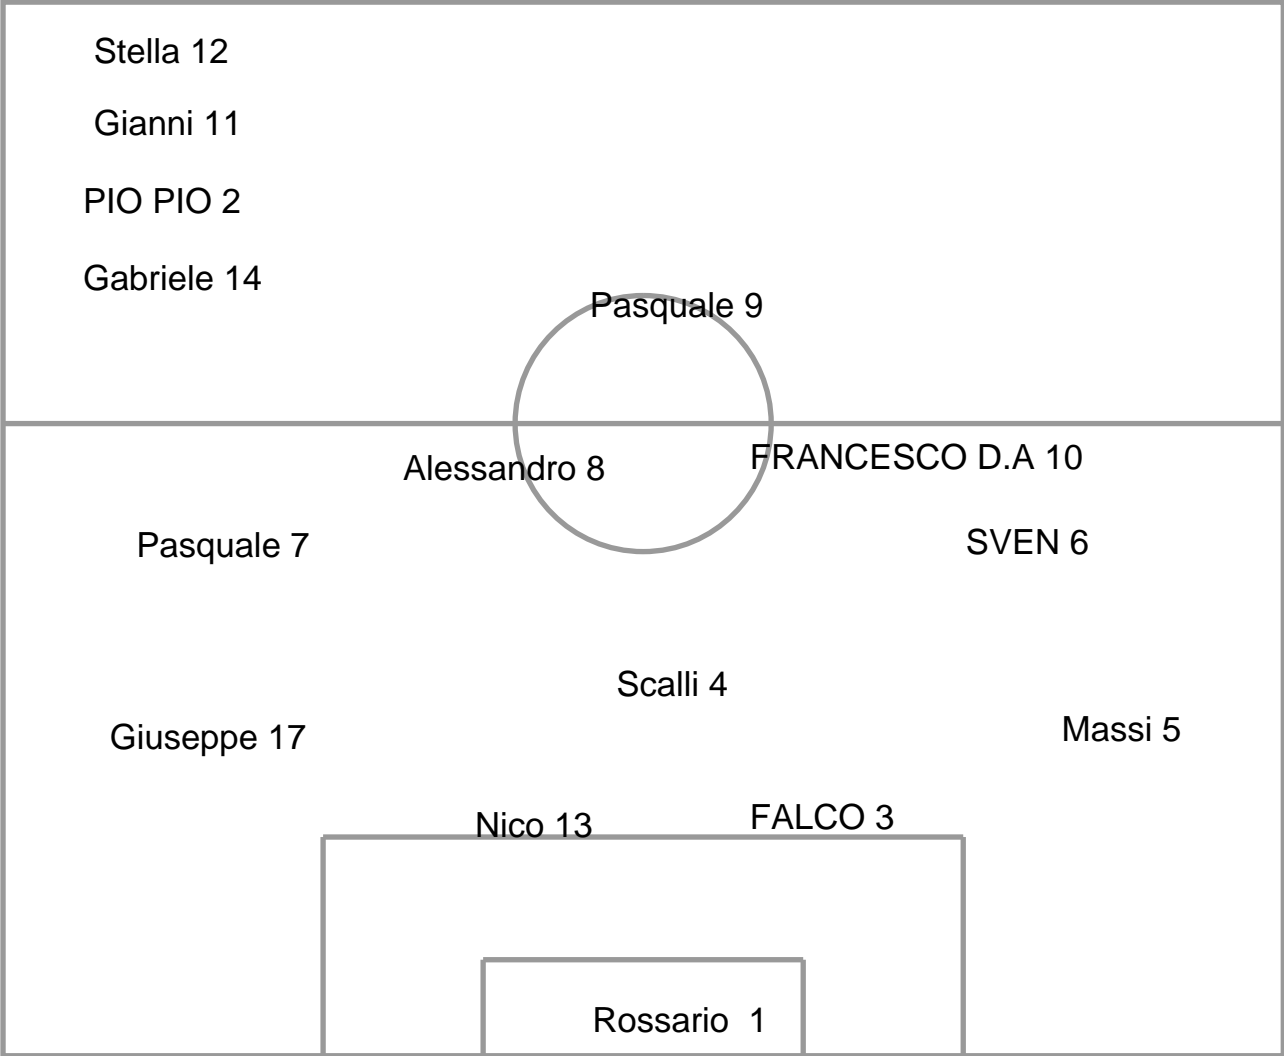 Stella 12
Gianni 11
PIO PIO 2
Gabriele 14
Pasquale 9
Alessandro 8
FRANCESCO D.A 10
Pasquale 7
SVEN 6
Scalli 4
Giuseppe 17
Massi 5
Nico 13
FALCO 3
Rossario  1